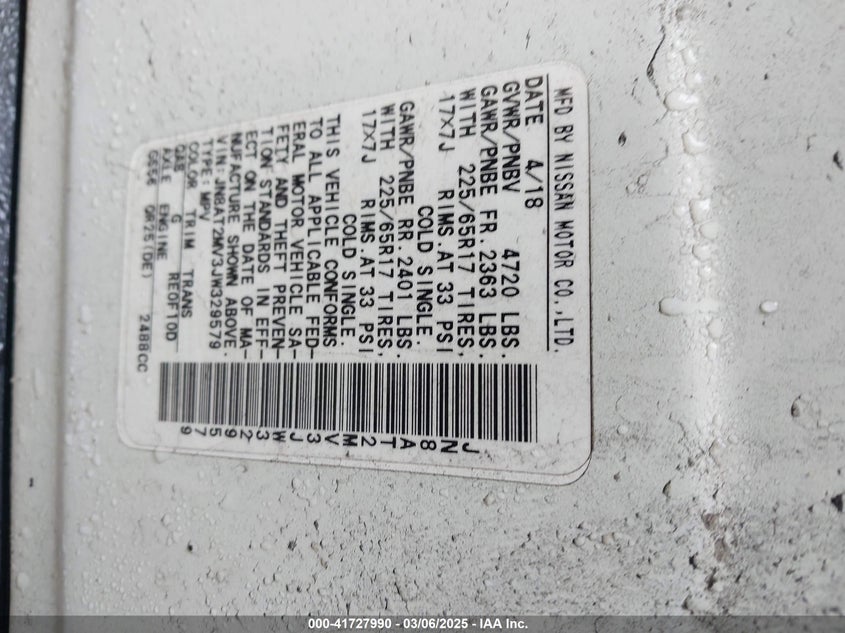 MFD BY NISSAN MOTOR CO.,LTD.
DATE 4/18
GVWR/PNBV 4720 LBS.
GAWR/PNBE FR. 2363 LBS.
WITH 225/65R17 TIRES,
17X7J RIMS.AT 33 PSI
COLD SINGLE.
GAWR/PNBE RR. 2401 LBS.
WITH 225/65R17 TIRES,
17X7J RIMS.AT 33 PSI
COLD SINGLE.
THIS VEHICLE CONFORMS
TO ALL APPLICABLE FED-
ERAL MOTOR VEHICLE SA-
FETY AND THEFT PREVEN-
TION STANDARDS IN EFF-
ECT ON THE DATE OF MA-
NUFACTURE SHOWN ABOVE.
VIN: JN8AT2MV3JW329579
TYPE: MPV
COLOR TRIM TRANS
QAB G RE0F10D
AXLE ENGINE
GE56 QR25(DE) 2488CC
JN8AT2MV3JW329579
000-41727990 - 03/06/2025 - IAA Inc.